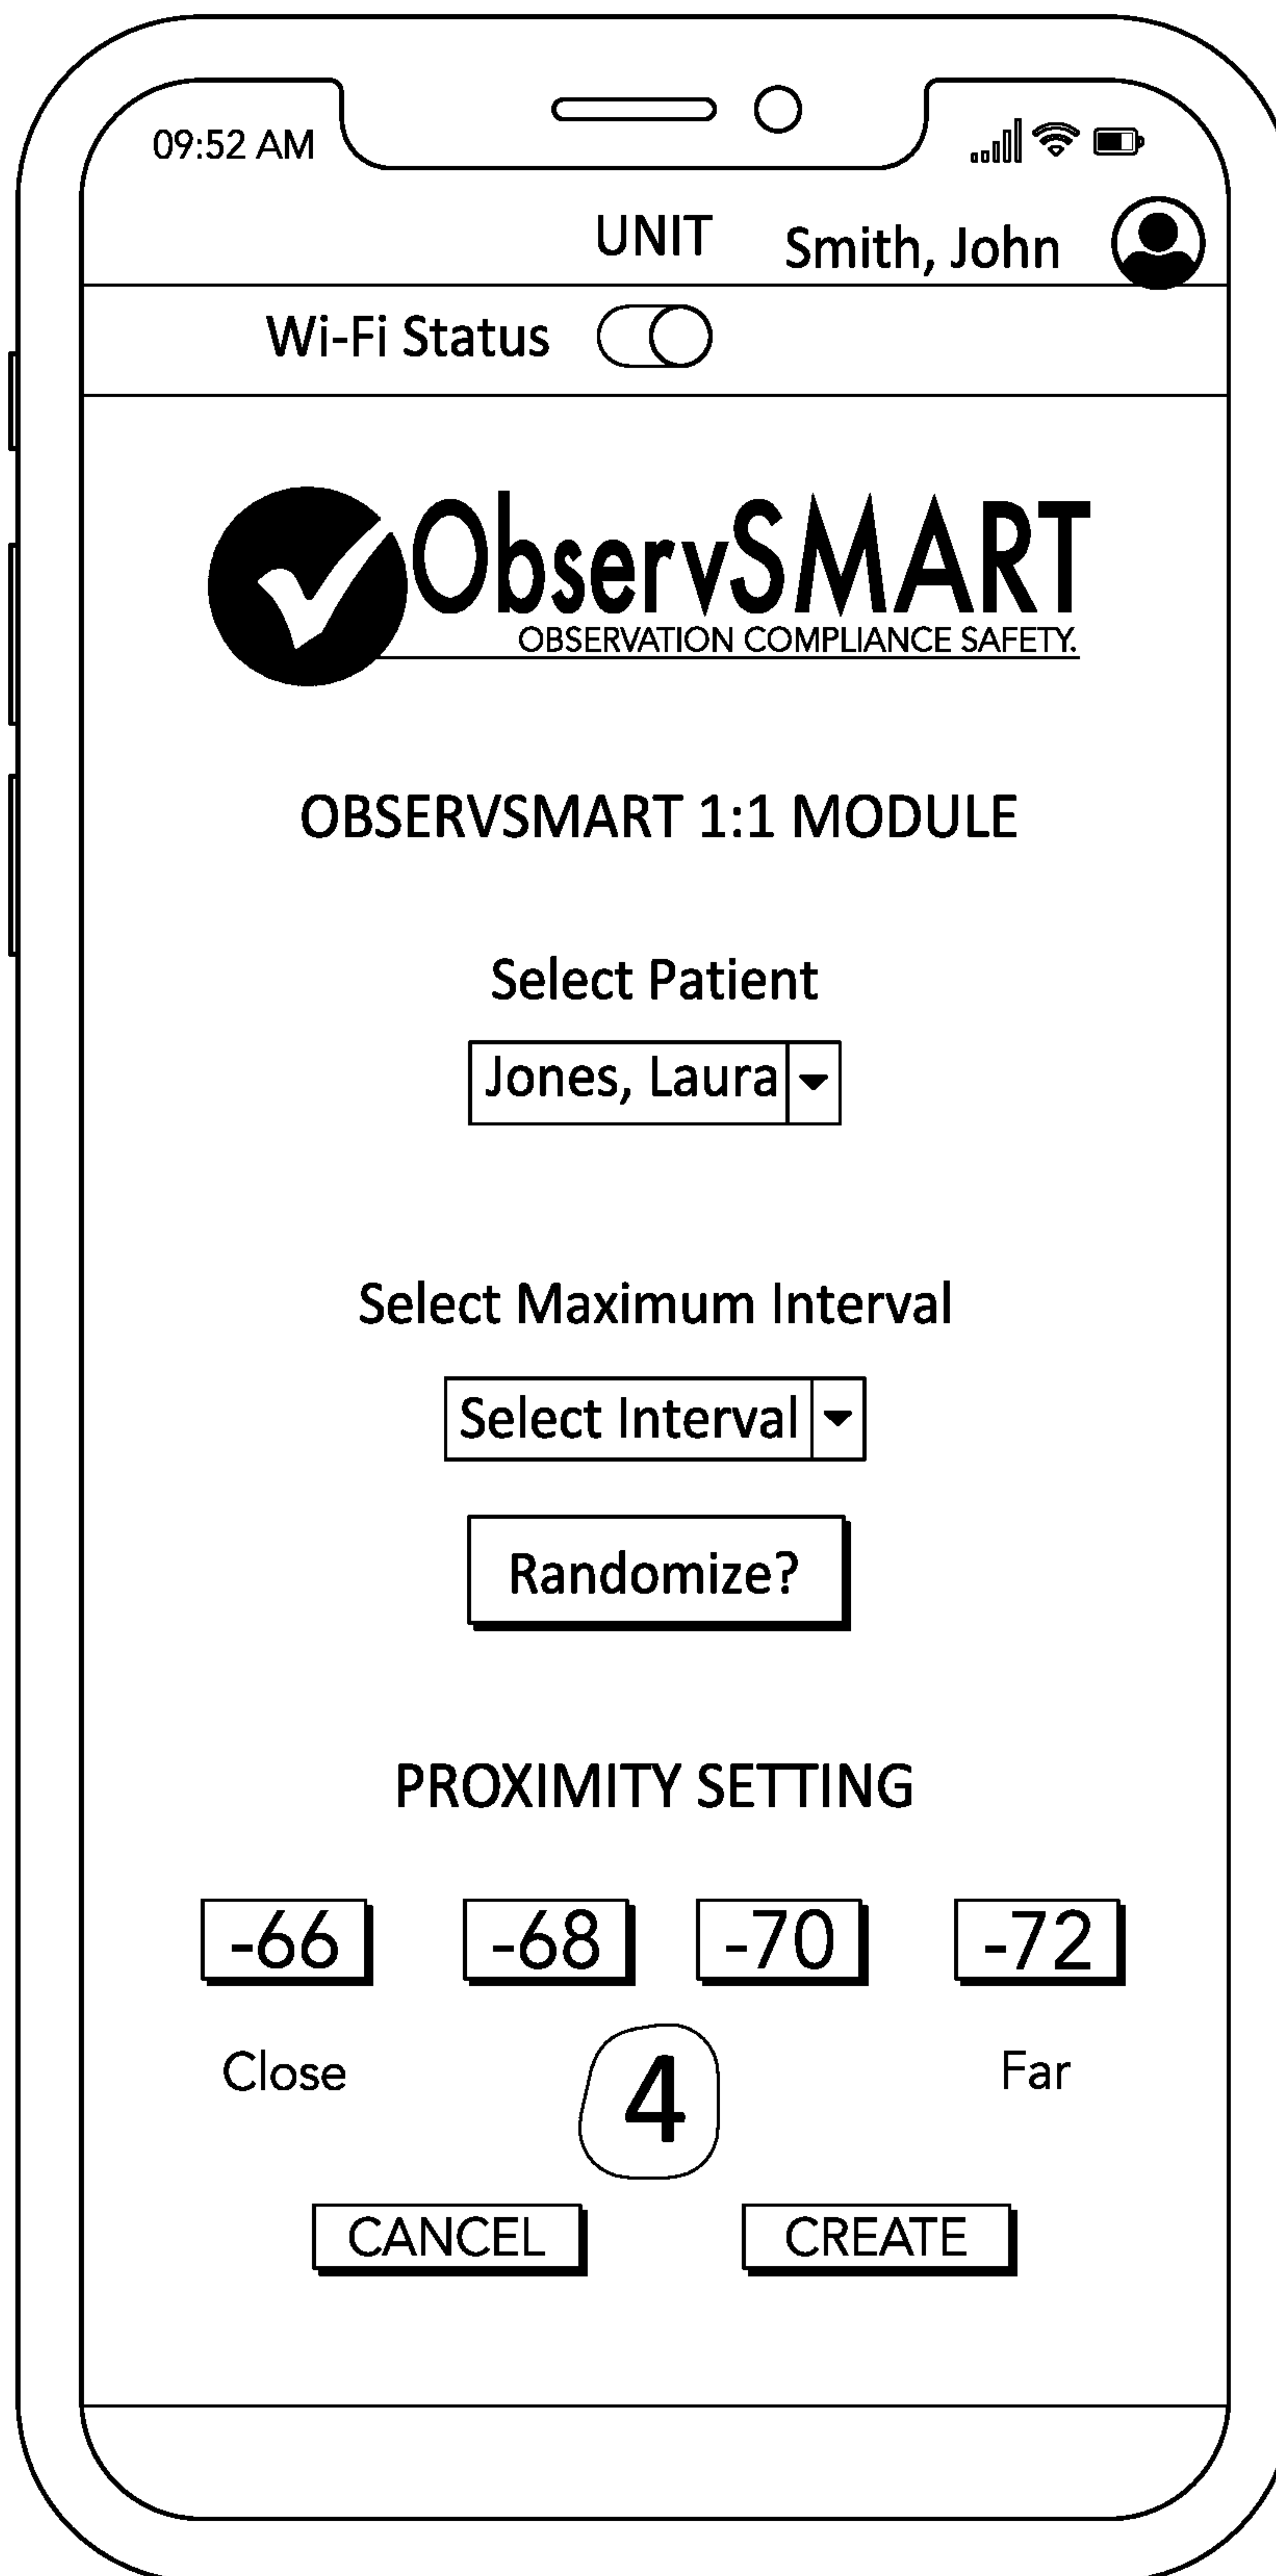 09:52 AM
UNIT Smith, John
Wi-Fi Status
ObservSMART
OBSERVATION COMPLIANCE SAFETY.
OBSERVSMART 1:1 MODULE
Select Patient
Jones, Laura
Select Maximum Interval
Select Interval
Randomize?
PROXIMITY SETTING
-66 -68 -70 -72
Close 4 Far
CANCEL CREATE